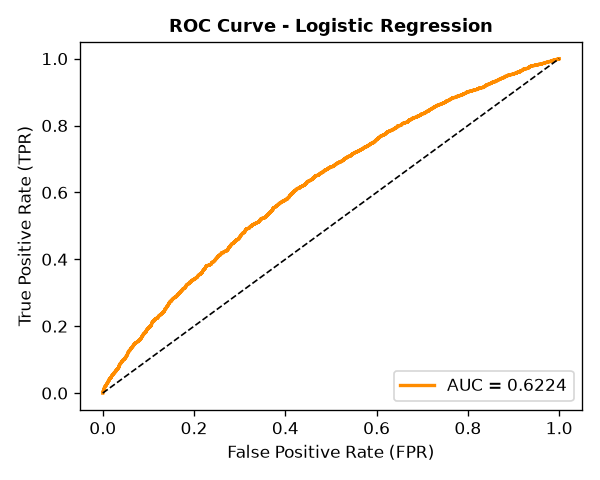 ROC Curve - Logistic Regression
True Positive Rate (TPR)
1.0
0.8
0.6
0.4
0.2
0.0
AUC = 0.6224
0.0 0.2 0.4 0.6 0.8 1.0
False Positive Rate (FPR)